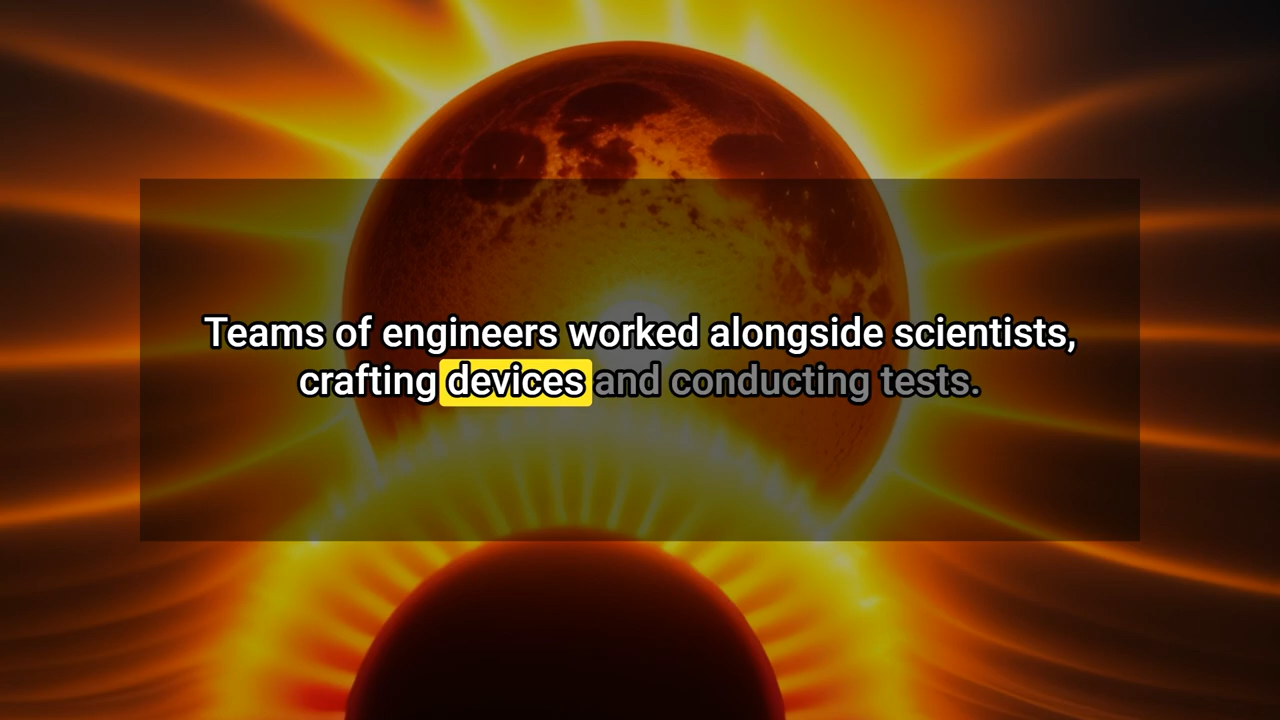 Teams of engineers worked alongside scientists,
crafting devices and conducting tests.